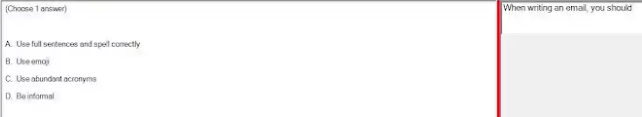 (Choose 1 answer)
A. Use full sentences and spell correctly
B. Use emoji
C. Use abundant acronyms
D. Be informal
When writing an email, you should